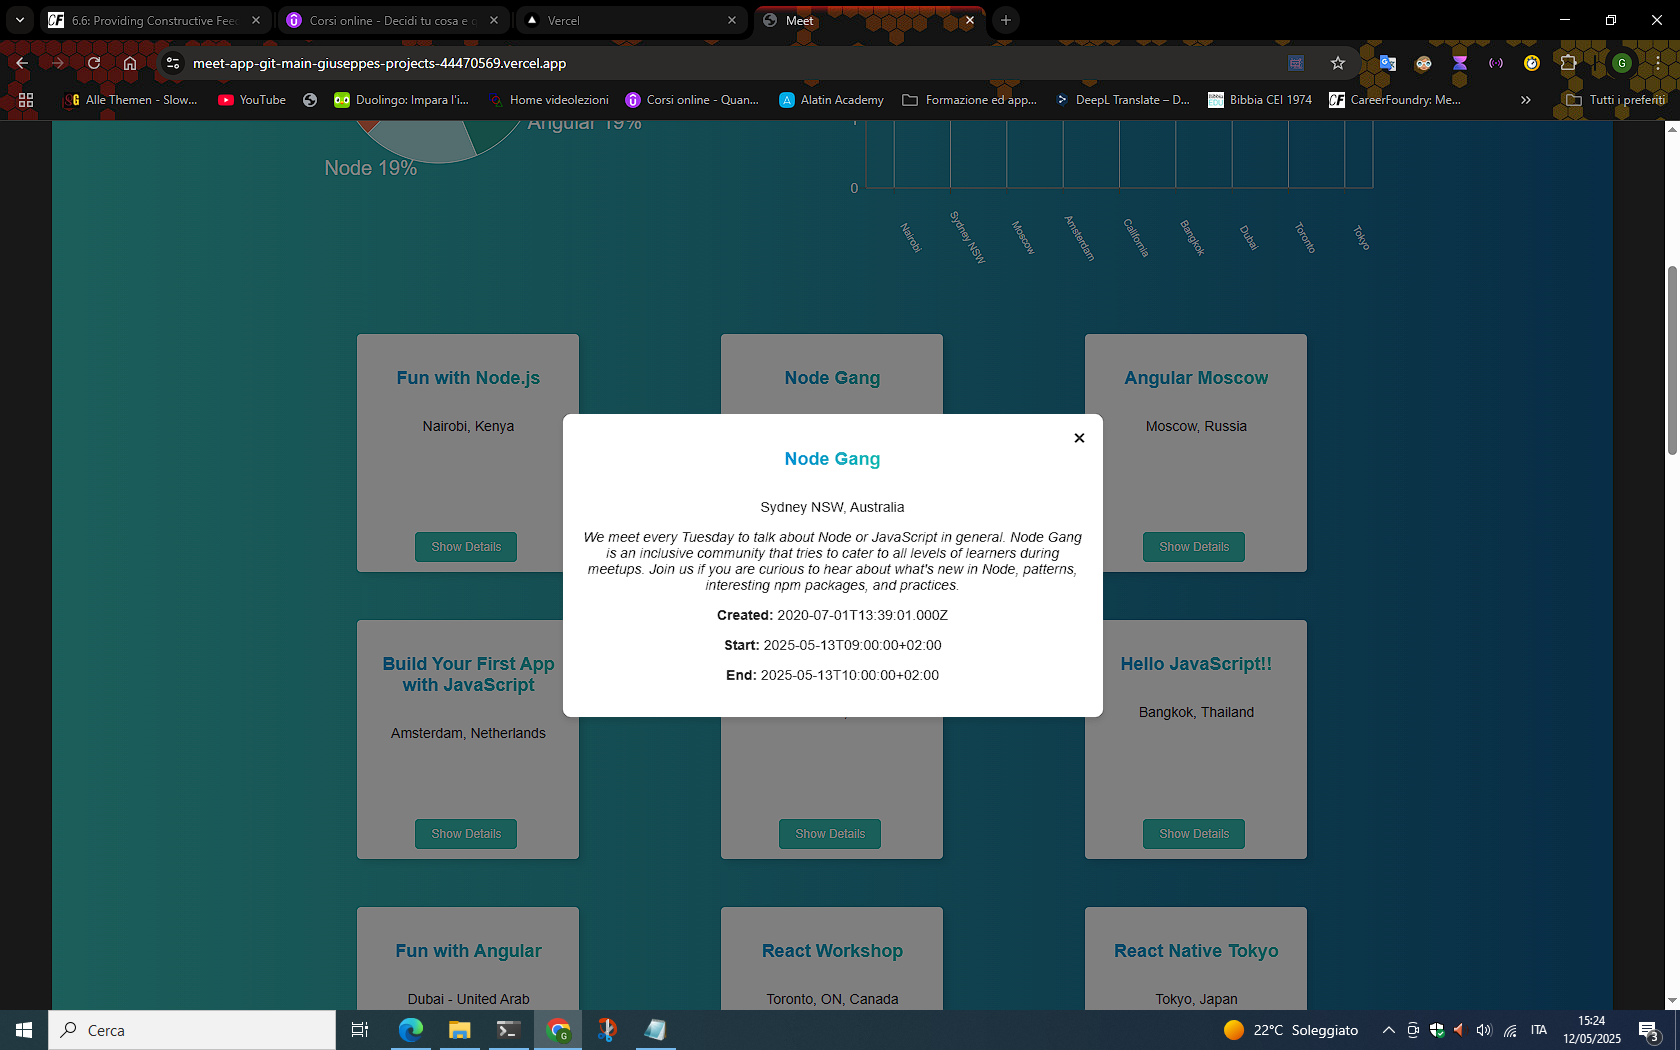 6.6: Providing Constructive Fee
Corsi online - Decidi tu cosa e
Vercel
Meet
meet-app-git-main-giuseppes-projects-44470569.vercel.app
G
Alle Themen - Slow...
YouTube
Duolingo: Impara l'i...
Home videolezioni
Corsi online - Quan...
Alatin Academy
Formazione ed app...
DeepL Translate – D...
Bibbia CEI 1974
CareerFoundry: Me...
Tutti i preferiti
Angular 19%
Node 19%
0
Nairobi
Sydney NSW
Moscow
Amsterdam
California
Bangkok
Dubai
Toronto
Tokyo
Fun with Node.js
Nairobi, Kenya
Show Details
Node Gang
Angular Moscow
Moscow, Russia
Show Details
Node Gang
Sydney NSW, Australia
We meet every Tuesday to talk about Node or JavaScript in general. Node Gang
is an inclusive community that tries to cater to all levels of learners during
meetups. Join us if you are curious to hear about what's new in Node, patterns,
interesting npm packages, and practices.
Created: 2020-07-01T13:39:01.000Z
Start: 2025-05-13T09:00:00+02:00
End: 2025-05-13T10:00:00+02:00
Build Your First App
with JavaScript
Amsterdam, Netherlands
Show Details
Show Details
Hello JavaScript!!
Bangkok, Thailand
Show Details
Fun with Angular
Dubai - United Arab
React Workshop
Toronto, ON, Canada
React Native Tokyo
Tokyo, Japan
Cerca
22°C Soleggiato
ITA
15:24
12/05/2025
3